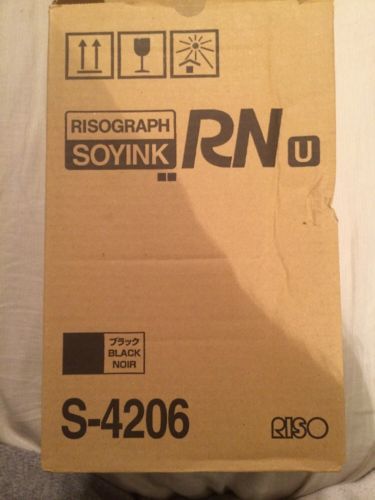 RISOGRAPH
SOYINK
RN U
ブラック
BLACK
NOIR
S-4206
RISO